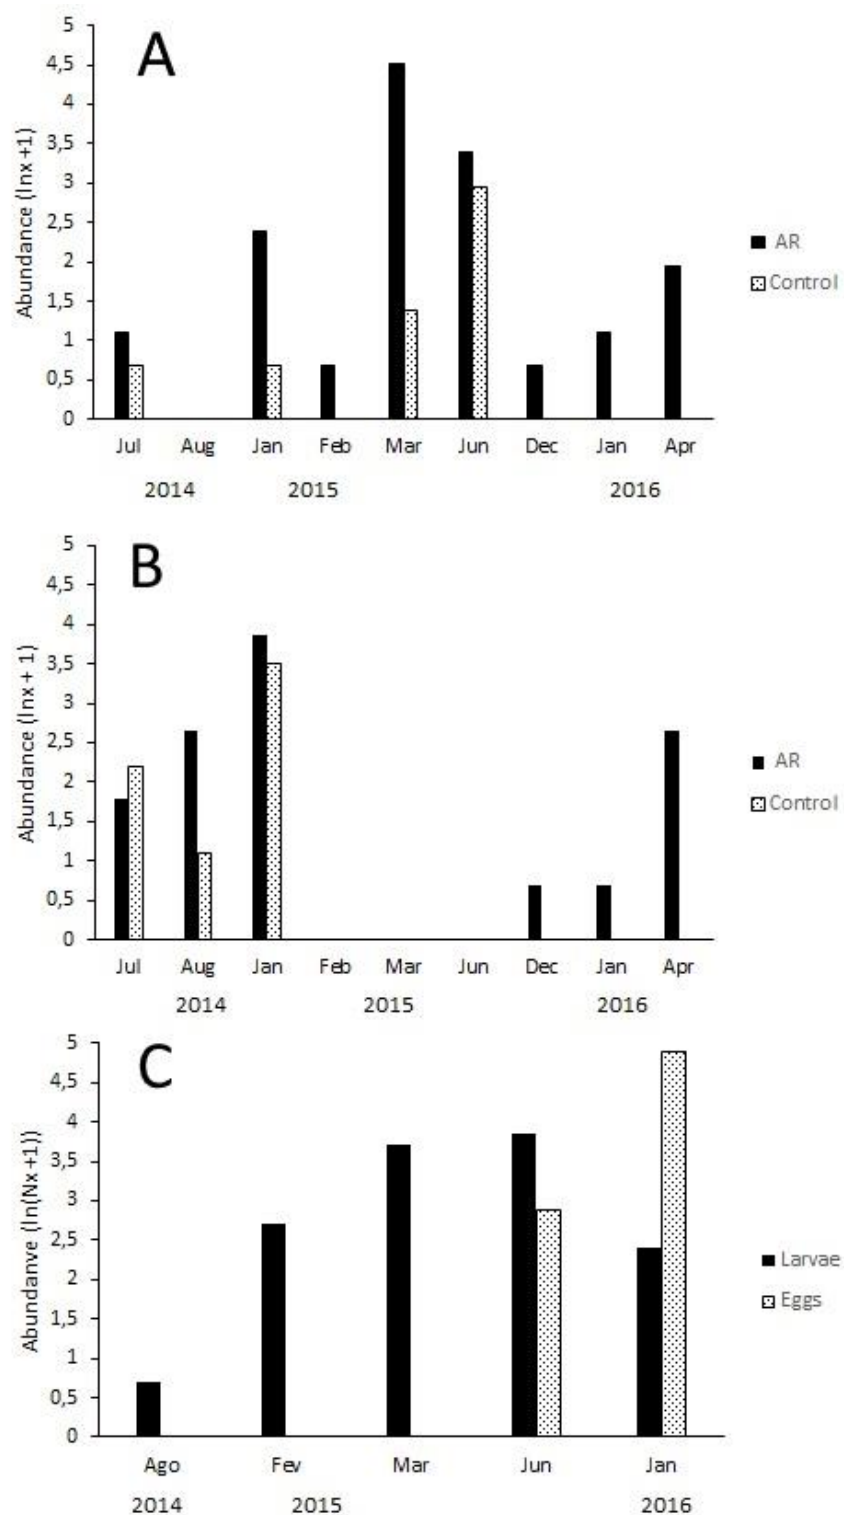 A
Abundance (lnx +1)
5
4,5
4
3,5
3
2,5
2
1,5
1
0,5
0
Jul Aug Jan Feb Mar Jun Dec Jan Apr
2014 2015 2016
AR
Control
B
Abundance (lnx + 1)
5
4,5
4
3,5
3
2,5
2
1,5
1
0,5
0
Jul Aug Jan Feb Mar Jun Dec Jan Apr
2014 2015 2016
AR
Control
C
Abundanve (ln(Nx +1))
5
4,5
4
3,5
3
2,5
2
1,5
1
0,5
0
Ago Fev Mar Jun Jan
2014 2015 2016
Larvae
Eggs